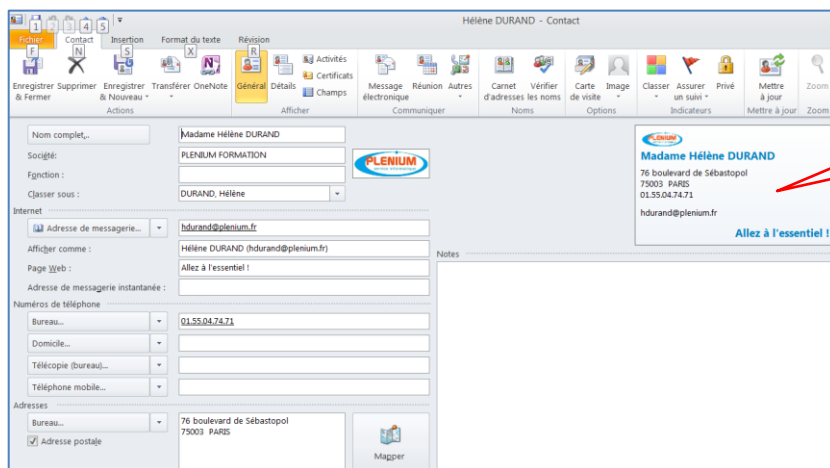 Hélène DURAND - Contact
1 2 3 4 5
Fichier Contact Insertion Format du texte Révision
F N S X R
Enregistrer & Fermer
Supprimer
Enregistrer & Nouveau
Transférer
OneNote
Actions
Général
Détails
Activités
Certificats
Champs
Afficher
Message électronique
Réunion
Autres
Communiquer
Carnet d'adresses
Vérifier les noms
Noms
Carte de visite
Image
Options
Classer
Assurer un suivi
Privé
Indicateurs
Mettre à jour
Mettre à jour
Zoom
Zoom
Nom complet...
Madame Hélène DURAND
Société:
PLENIUM FORMATION
Fonction :
Classer sous :
DURAND, Hélène
PLENIUM
service informatique
Internet
Adresse de messagerie...
hdurand@plenium.fr
Afficher comme :
Hélène DURAND (hdurand@plenium.fr)
Page Web :
Allez à l'essentiel !
Adresse de messagerie instantanée :
Numéros de téléphone
Bureau...
01.55.04.74.71
Domicile...
Télécopie (bureau)...
Téléphone mobile...
Adresses
Bureau...
76 boulevard de Sébastopol
75003 PARIS
Adresse postale
Mapper
PLENIUM
Madame Hélène DURAND
76 boulevard de Sébastopol
75003 PARIS
01.55.04.74.71
hdurand@plenium.fr
Allez à l'essentiel !
Notes